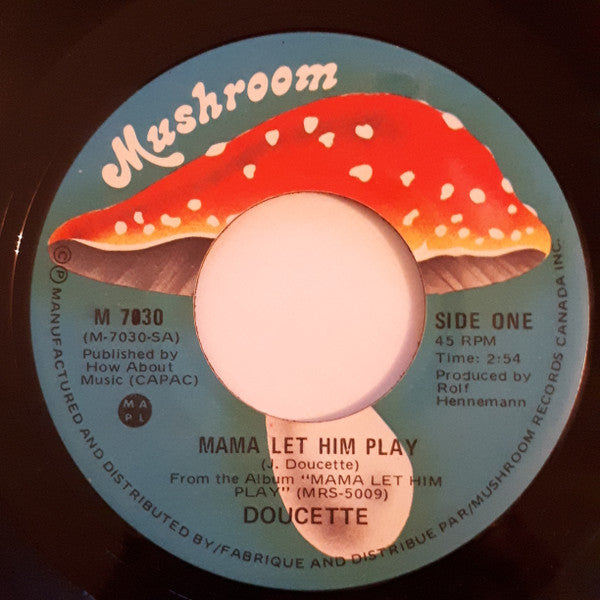 Mushroom
M 7030
(M-7030-SA)
Published by
How About
Music (CAPAC)
M A
P L
SIDE ONE
45 RPM
Time: 2:54
Produced by
Rolf
Hennemann
MAMA LET HIM PLAY
(J. Doucette)
From the Album "MAMA LET HIM
PLAY" (MRS-5009)
DOUCETTE
© ℗ MANUFACTURED AND DISTRIBUTED BY/FABRIQUE AND DISTRIBUE PAR/MUSHROOM RECORDS CANADA INC.